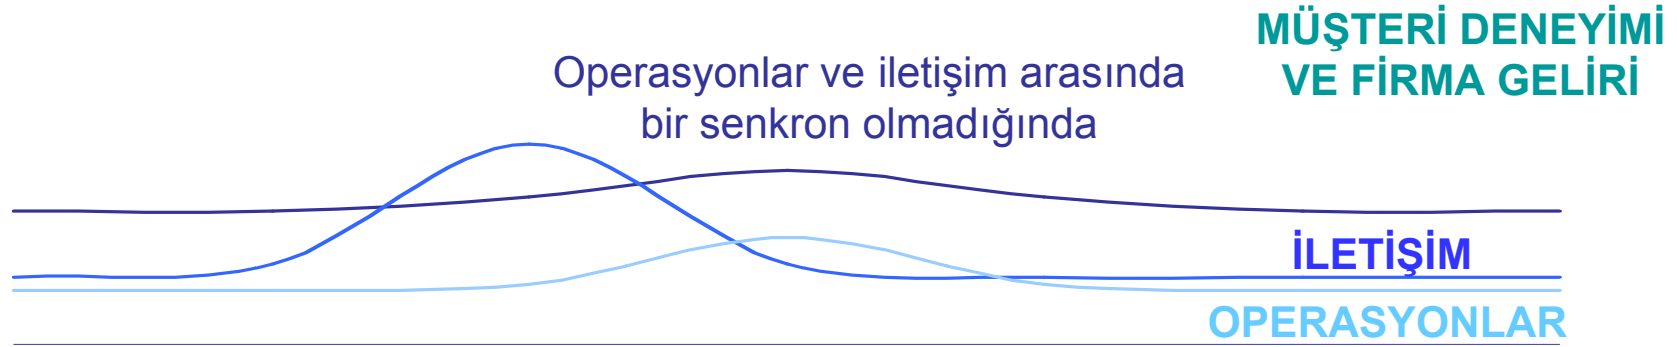 MÜŞTERİ DENEYİMİ
VE FİRMA GELİRİ
Operasyonlar ve iletişim arasında
bir senkron olmadığında
İLETİŞİM
OPERASYONLAR